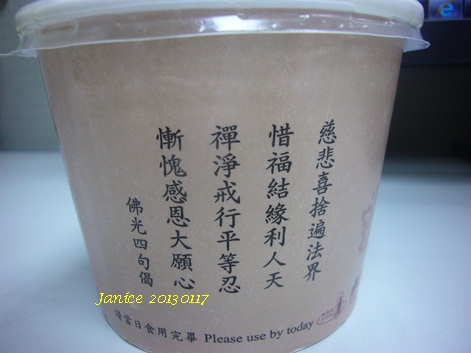 慈悲喜捨遍法界
惜福結緣利人天
禪淨戒行平等忍
慚愧感恩大願心
佛光四句偈
Janice 20130117
請當日食用完畢 Please use by today